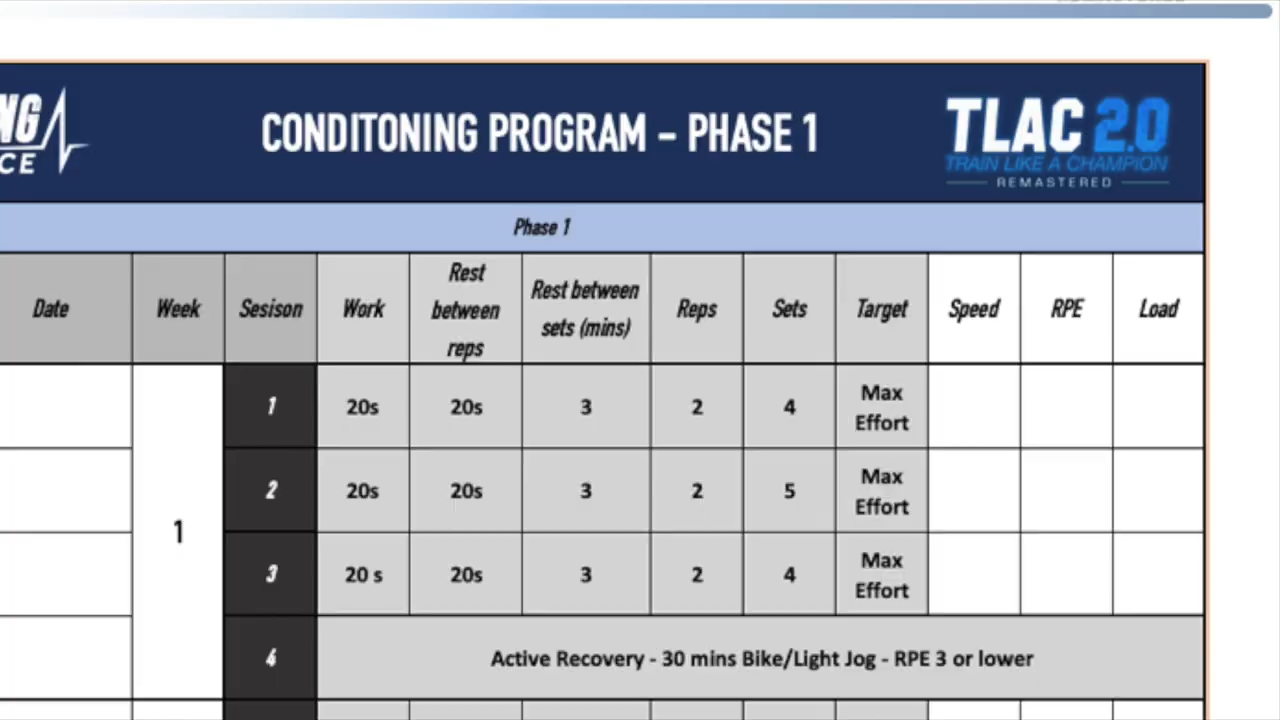 NG
CE
CONDITONING PROGRAM – PHASE 1
TLAC 2.0
TRAIN LIKE A CHAMPION
REMASTERED
Phase 1
Date Week Sesison Work Rest between reps Rest between sets (mins) Reps Sets Target Speed RPE Load
1
1 20s 20s 3 2 4 Max Effort
2 20s 20s 3 2 5 Max Effort
3 20 s 20s 3 2 4 Max Effort
4 Active Recovery - 30 mins Bike/Light Jog - RPE 3 or lower